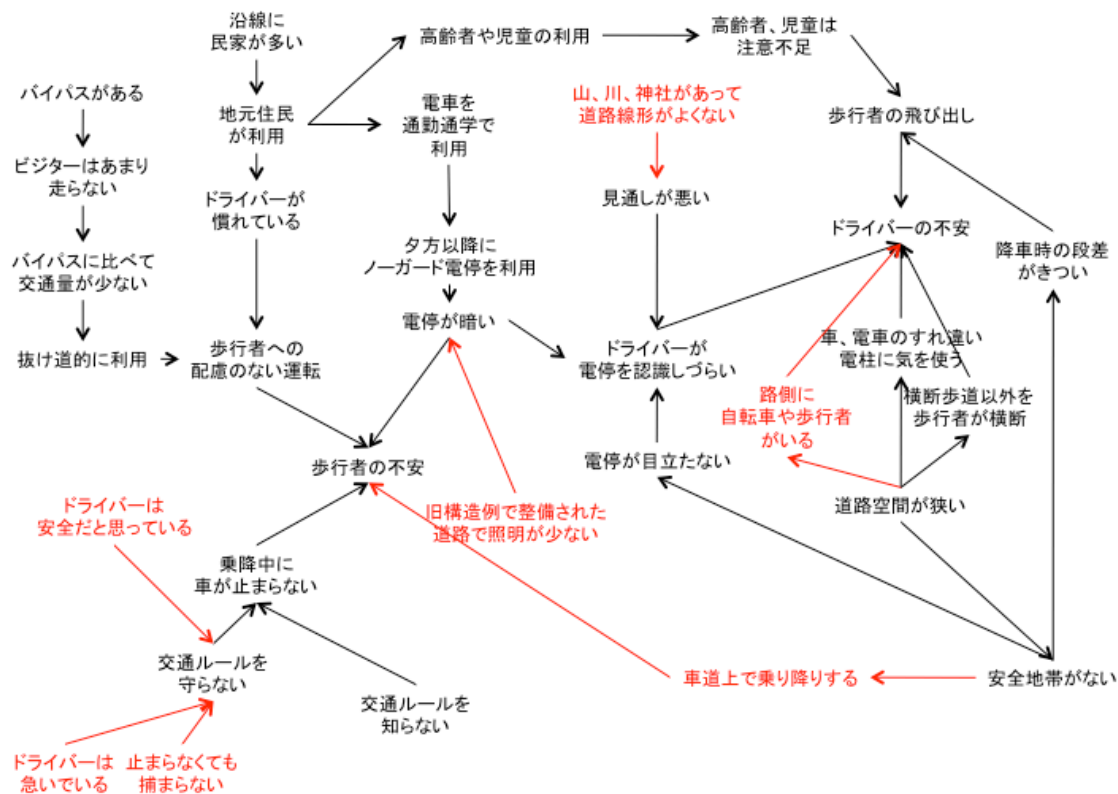 沿線に
民家が多い
高齢者や児童の利用
高齢者、児童は
注意不足
バイパスがある
地元住民
が利用
電車を
通勤通学で
利用
山、川、神社があって
道路線形がよくない
歩行者の飛び出し
ビジターはあまり
走らない
ドライバーが
慣れている
見通しが悪い
ドライバーの不安
降車時の段差
がきつい
バイパスに比べて
交通量が少ない
夕方以降に
ノーガード電停を利用
電停が暗い
抜け道的に利用
歩行者への
配慮のない運転
ドライバーが
電停を認識しづらい
車、電車のすれ違い
電柱に気を使う
路側に
自転車や歩行者
がいる
横断歩道以外を
歩行者が横断
歩行者の不安
電停が目立たない
道路空間が狭い
ドライバーは
安全だと思っている
旧構造例で整備された
道路で照明が少ない
乗降中に
車が止まらない
交通ルールを
守らない
交通ルールを
知らない
車道上で乗り降りする
安全地帯がない
ドライバーは
急いでいる
止まらなくても
捕まらない